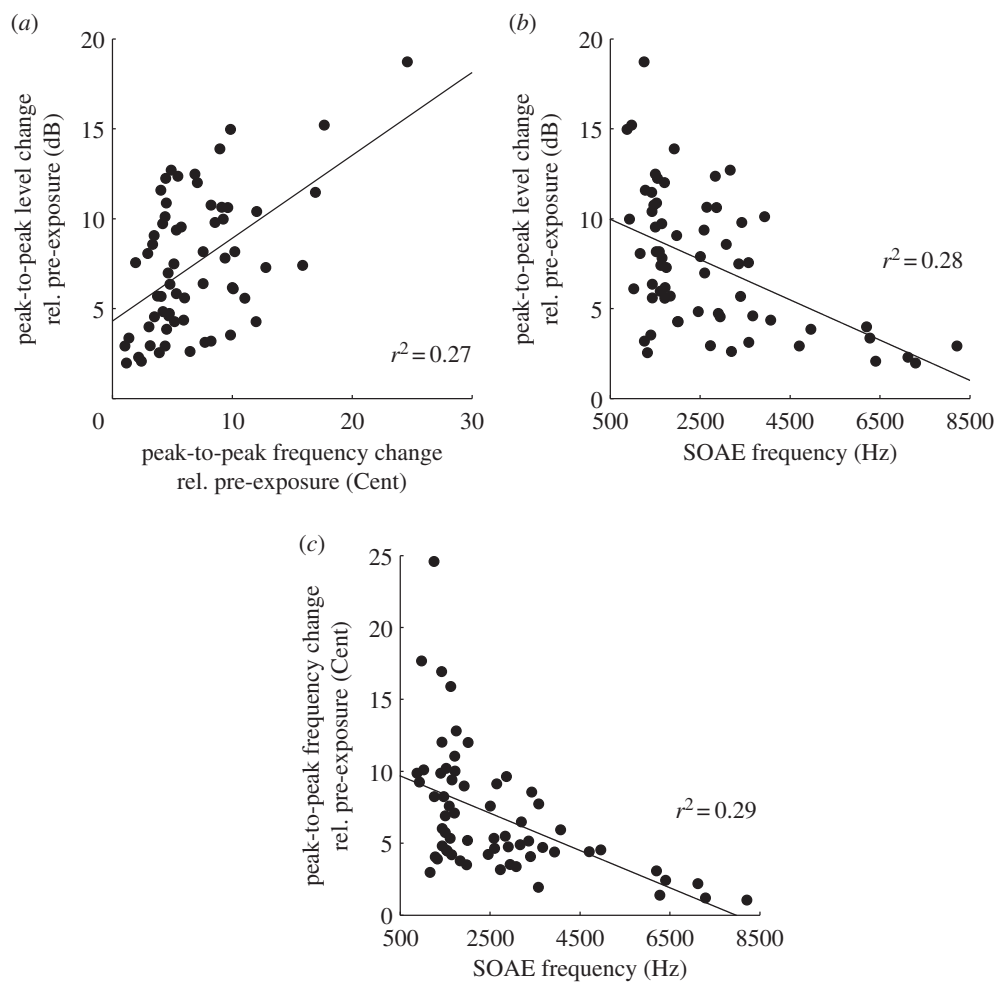 (a)
20
15
10
5
0
10
20
30
peak-to-peak level change
rel. pre-exposure (dB)
r² = 0.27
peak-to-peak frequency change
rel. pre-exposure (Cent)
(b)
20
15
10
5
0
500
2500
4500
6500
8500
peak-to-peak level change
rel. pre-exposure (dB)
r² = 0.28
SOAE frequency (Hz)
(c)
25
20
15
10
5
0
500
2500
4500
6500
8500
peak-to-peak frequency change
rel. pre-exposure (Cent)
r² = 0.29
SOAE frequency (Hz)